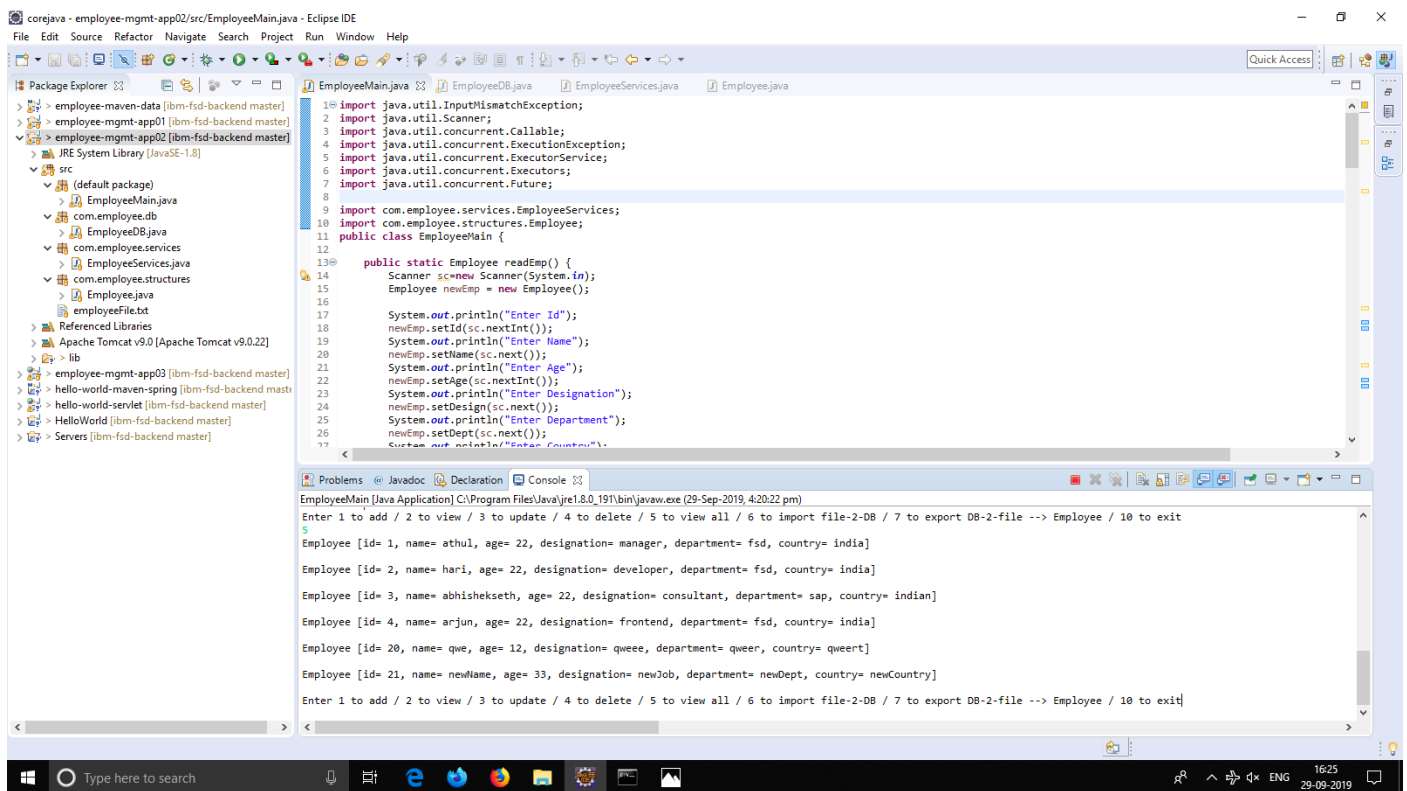 corejava - employee-mgmt-app02/src/EmployeeMain.java - Eclipse IDE
File Edit Source Refactor Navigate Search Project Run Window Help
Quick Access
Package Explorer
> employee-maven-data [ibm-fsd-backend master]
> employee-mgmt-app01 [ibm-fsd-backend master]
> employee-mgmt-app02 [ibm-fsd-backend master]
JRE System Library [JavaSE-1.8]
src
(default package)
EmployeeMain.java
com.employee.db
EmployeeDB.java
com.employee.services
EmployeeServices.java
com.employee.structures
Employee.java
employeeFile.txt
Referenced Libraries
Apache Tomcat v9.0 [Apache Tomcat v9.0.22]
> lib
> employee-mgmt-app03 [ibm-fsd-backend master]
> hello-world-maven-spring [ibm-fsd-backend maste
> hello-world-servlet [ibm-fsd-backend master]
> HelloWorld [ibm-fsd-backend master]
> Servers [ibm-fsd-backend master]
EmployeeMain.java EmployeeDB.java EmployeeServices.java Employee.java
1 import java.util.InputMismatchException;
2 import java.util.Scanner;
3 import java.util.concurrent.Callable;
4 import java.util.concurrent.ExecutionException;
5 import java.util.concurrent.ExecutorService;
6 import java.util.concurrent.Executors;
7 import java.util.concurrent.Future;
8
9 import com.employee.services.EmployeeServices;
10 import com.employee.structures.Employee;
11 public class EmployeeMain {
12
13 public static Employee readEmp() {
14 Scanner sc=new Scanner(System.in);
15 Employee newEmp = new Employee();
16
17 System.out.println("Enter Id");
18 newEmp.setId(sc.nextInt());
19 System.out.println("Enter Name");
20 newEmp.setName(sc.next());
21 System.out.println("Enter Age");
22 newEmp.setAge(sc.nextInt());
23 System.out.println("Enter Designation");
24 newEmp.setDesign(sc.next());
25 System.out.println("Enter Department");
26 newEmp.setDept(sc.next());
27 System.out.println("Enter Country");
Problems @ Javadoc Declaration Console
EmployeeMain [Java Application] C:\Program Files\Java\jre1.8.0_191\bin\javaw.exe (29-Sep-2019, 4:20:22 pm)
Enter 1 to add / 2 to view / 3 to update / 4 to delete / 5 to view all / 6 to import file-2-DB / 7 to export DB-2-file --> Employee / 10 to exit
5
Employee [id= 1, name= athul, age= 22, designation= manager, department= fsd, country= india]
Employee [id= 2, name= hari, age= 22, designation= developer, department= fsd, country= india]
Employee [id= 3, name= abhishekseth, age= 22, designation= consultant, department= sap, country= indian]
Employee [id= 4, name= arjun, age= 22, designation= frontend, department= fsd, country= india]
Employee [id= 20, name= qwe, age= 12, designation= qweee, department= qweer, country= qweert]
Employee [id= 21, name= newName, age= 33, designation= newJob, department= newDept, country= newCountry]
Enter 1 to add / 2 to view / 3 to update / 4 to delete / 5 to view all / 6 to import file-2-DB / 7 to export DB-2-file --> Employee / 10 to exit
Type here to search
ENG
16:25
29-09-2019